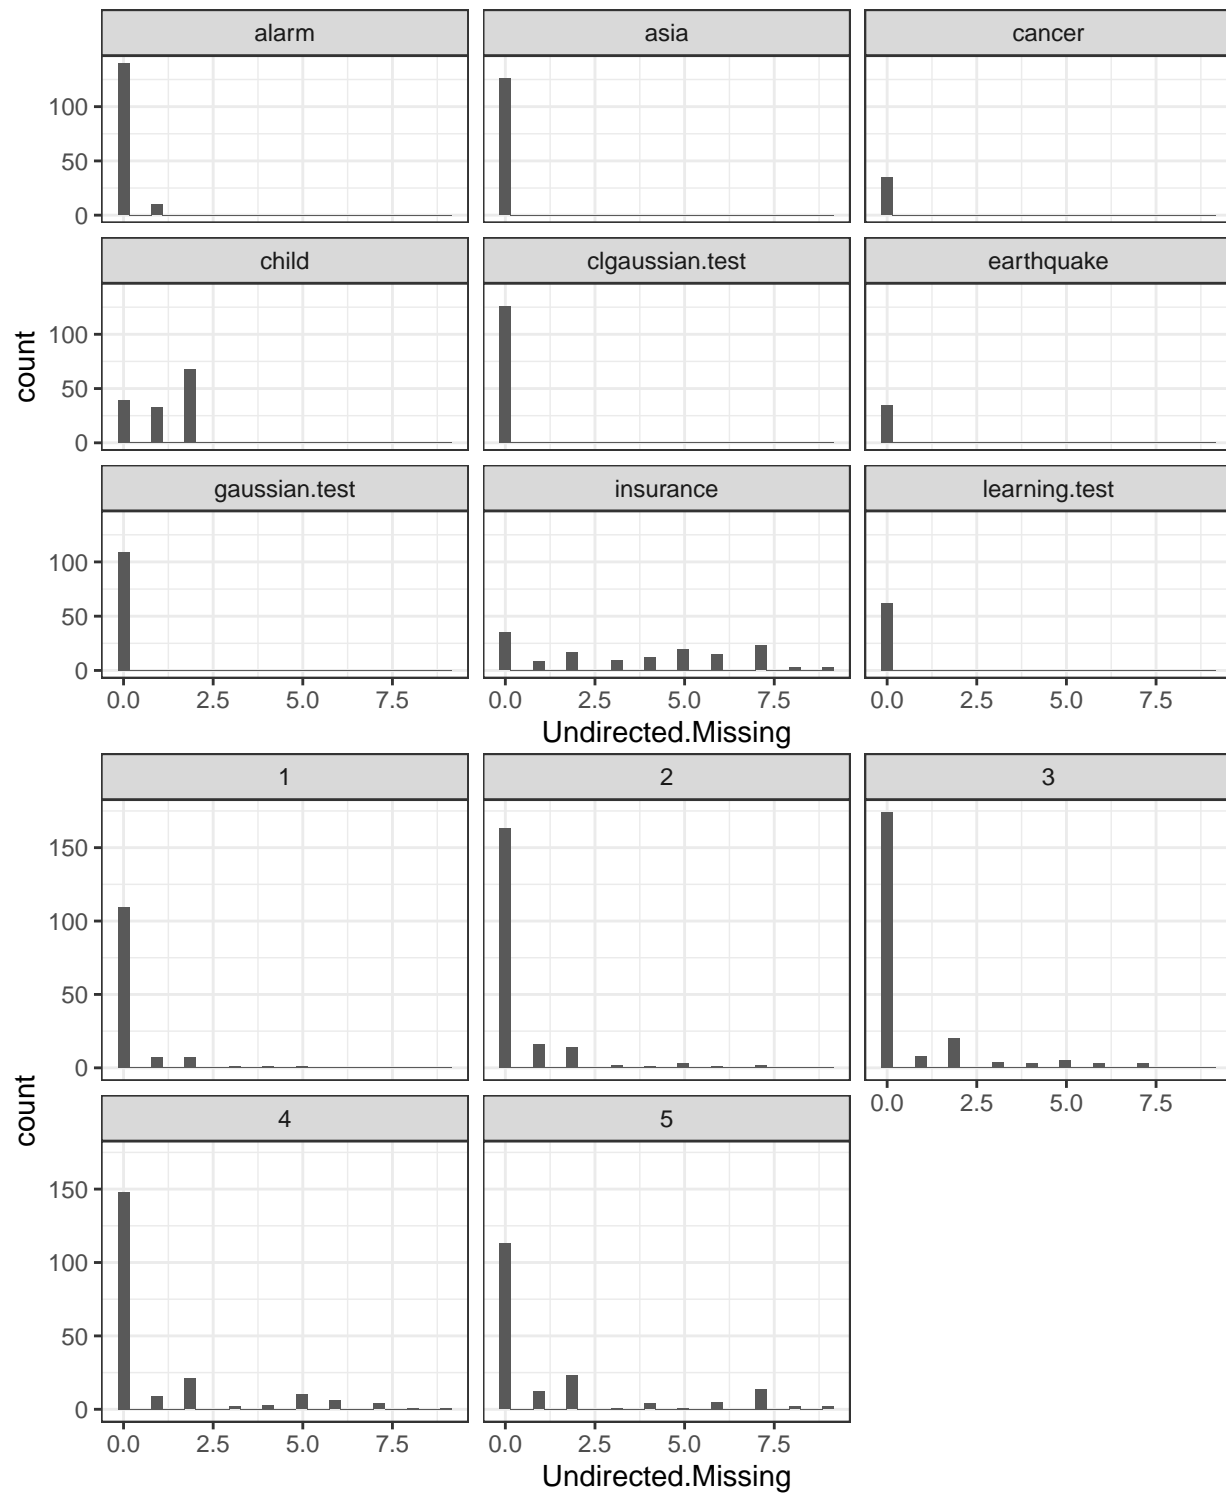 alarm asia cancer
100
50
0
child clgaussian.test earthquake
100
50
0
count
gaussian.test insurance learning.test
100
50
0
0.0 2.5 5.0 7.5 0.0 2.5 5.0 7.5 0.0 2.5 5.0 7.5
Undirected.Missing
1 2 3
150
100
50
0
0.0 2.5 5.0 7.5
count
4 5
150
100
50
0
0.0 2.5 5.0 7.5 0.0 2.5 5.0 7.5
Undirected.Missing